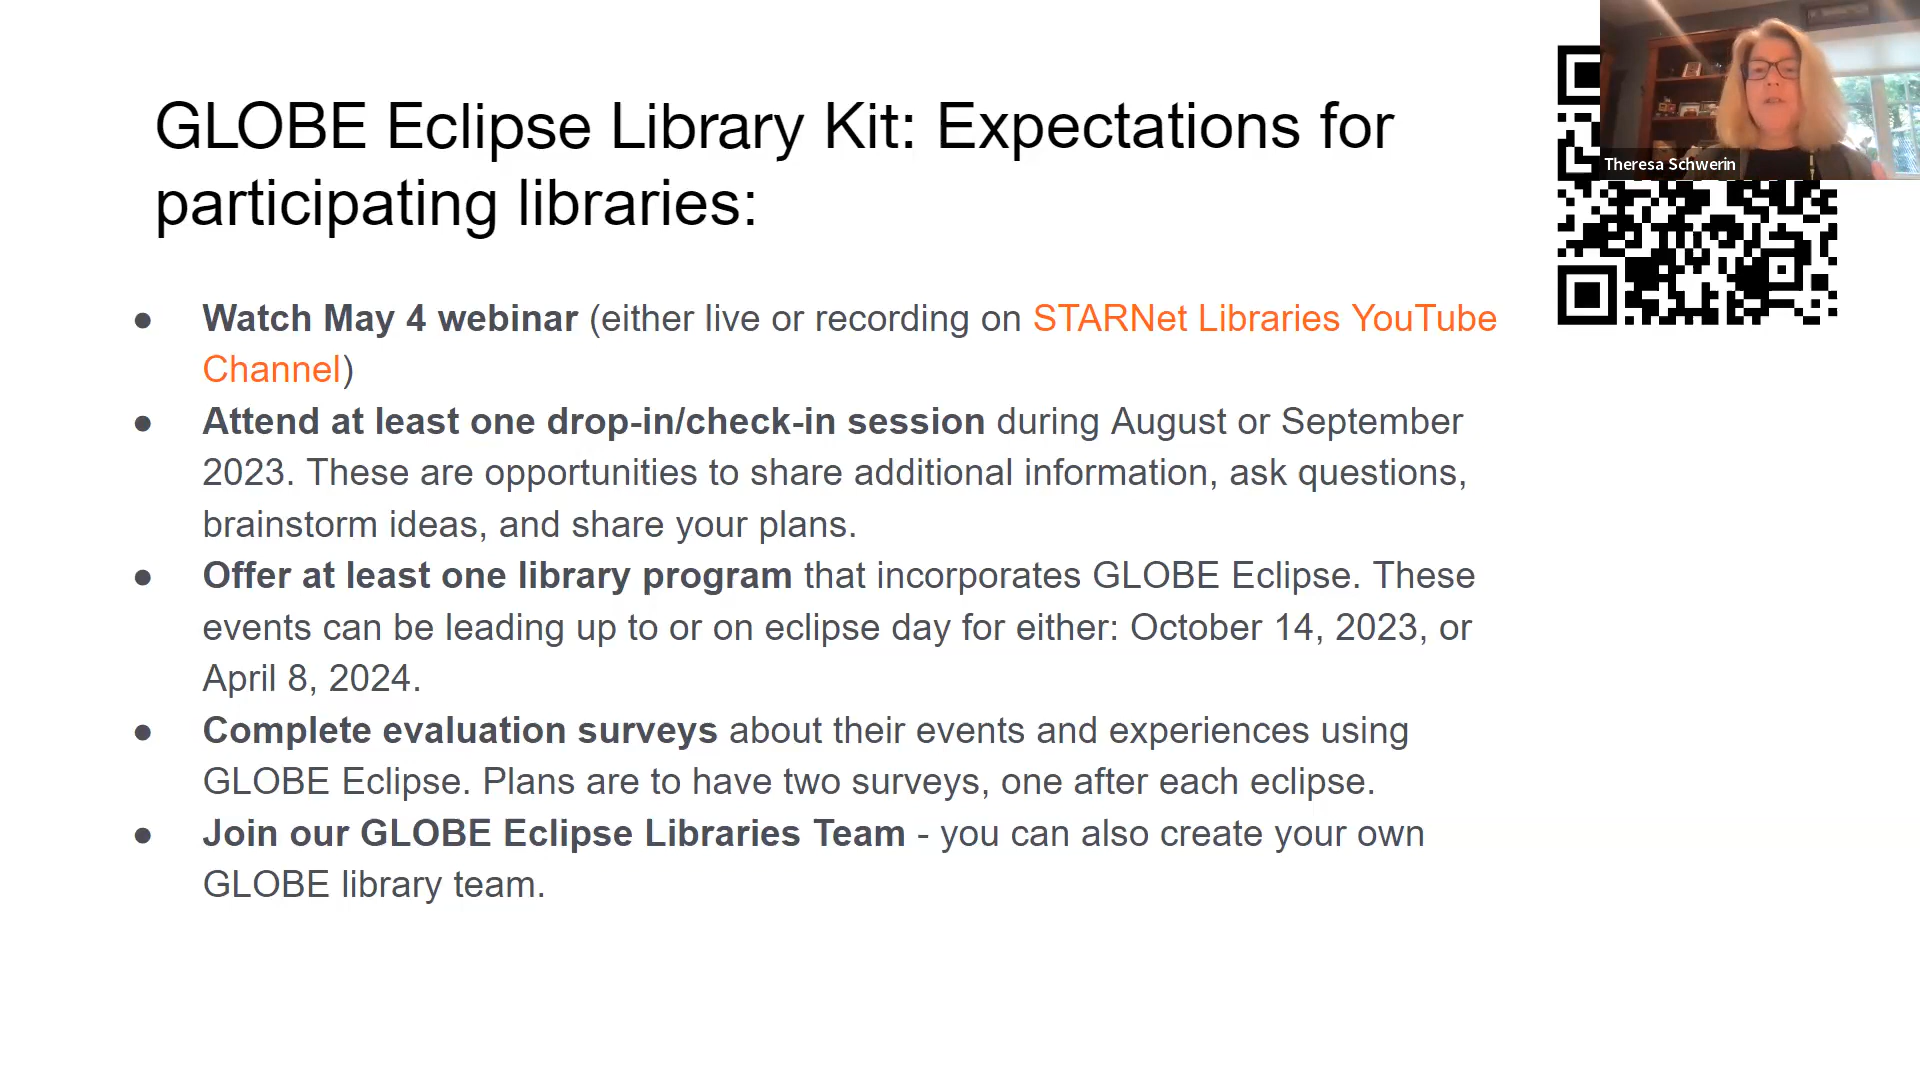 GLOBE Eclipse Library Kit: Expectations for
participating libraries:
Theresa Schwerin
● Watch May 4 webinar (either live or recording on STARNet Libraries YouTube
Channel)
● Attend at least one drop-in/check-in session during August or September
2023. These are opportunities to share additional information, ask questions,
brainstorm ideas, and share your plans.
● Offer at least one library program that incorporates GLOBE Eclipse. These
events can be leading up to or on eclipse day for either: October 14, 2023, or
April 8, 2024.
● Complete evaluation surveys about their events and experiences using
GLOBE Eclipse. Plans are to have two surveys, one after each eclipse.
● Join our GLOBE Eclipse Libraries Team - you can also create your own
GLOBE library team.